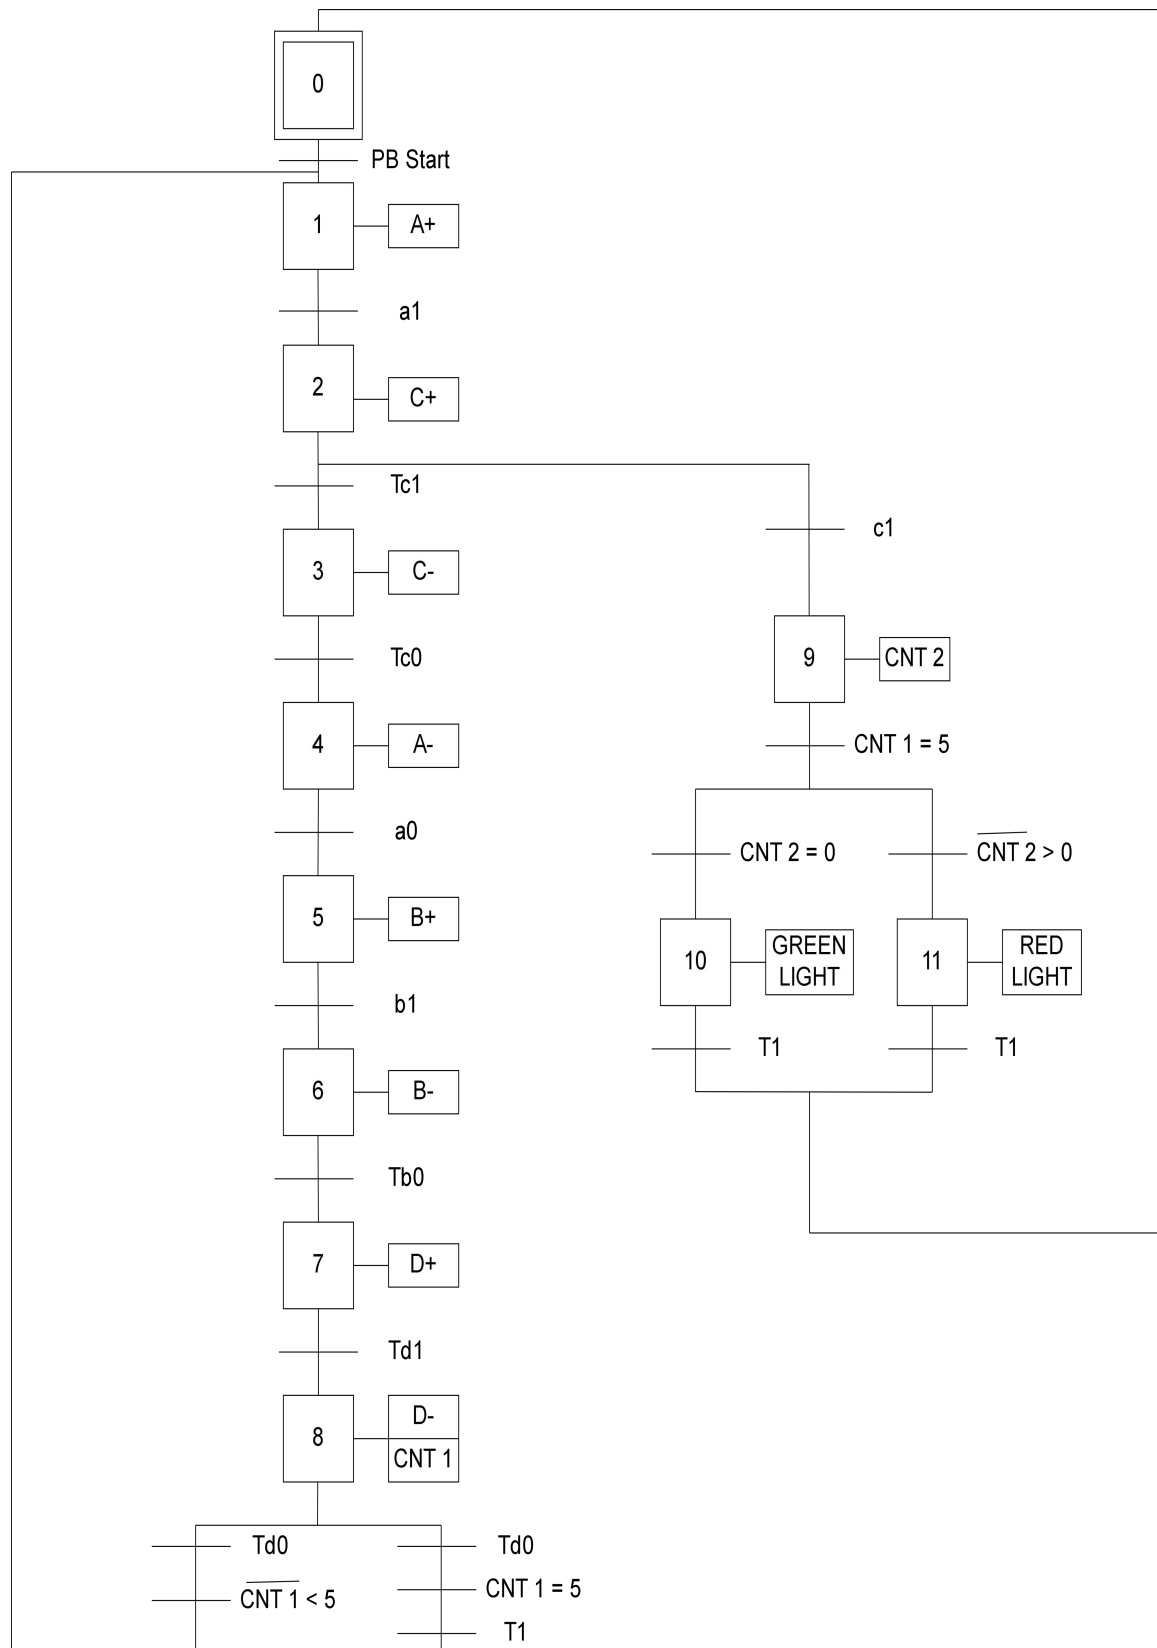 0
PB Start
1
A+
a1
2
C+
Tc1
c1
3
C-
Tc0
9
CNT 2
4
A-
CNT 1 = 5
a0
CNT 2 = 0
CNT 2 > 0
5
B+
10
GREEN
LIGHT
11
RED
LIGHT
b1
T1
T1
6
B-
Tb0
7
D+
Td1
8
D-
CNT 1
Td0
Td0
CNT 1 < 5
CNT 1 = 5
T1